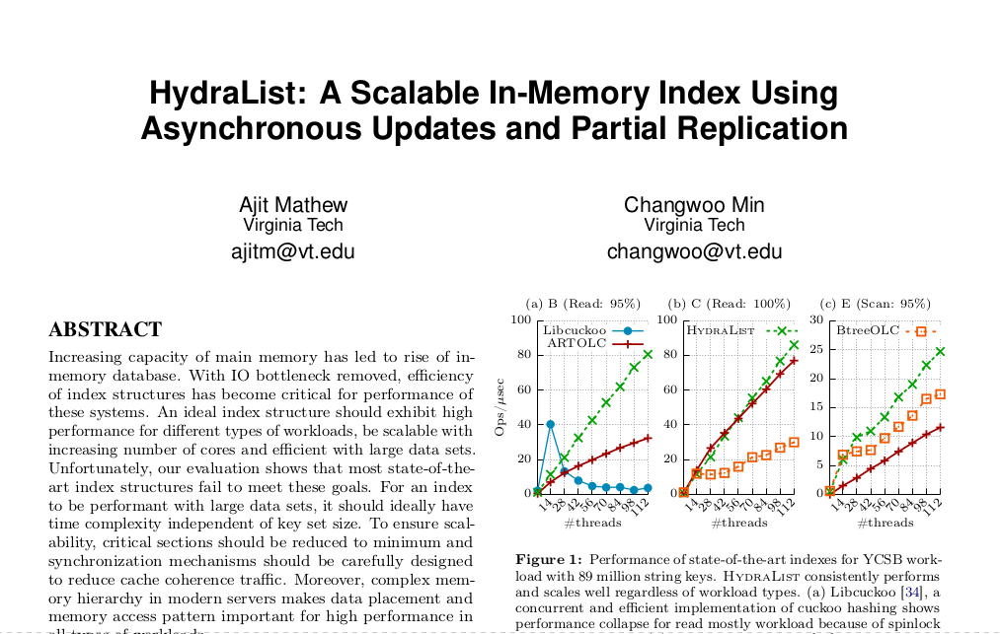 HydraList: A Scalable In-Memory Index Using
Asynchronous Updates and Partial Replication
Ajit Mathew
Virginia Tech
ajitm@vt.edu
Changwoo Min
Virginia Tech
changwoo@vt.edu
ABSTRACT
Increasing capacity of main memory has led to rise of in-
memory database. With IO bottleneck removed, efficiency
of index structures has become critical for performance of
these systems. An ideal index structure should exhibit high
performance for different types of workloads, be scalable with
increasing number of cores and efficient with large data sets.
Unfortunately, our evaluation shows that most state-of-the-
art index structures fail to meet these goals. For an index
to be performant with large data sets, it should ideally have
time complexity independent of key set size. To ensure scal-
ability, critical sections should be reduced to minimum and
synchronization mechanisms should be carefully designed
to reduce cache coherence traffic. Moreover, complex mem-
ory hierarchy in modern servers makes data placement and
memory access pattern important for high performance in
all types of workloads.
(a) B (Read: 95%)
Libcuckoo
ARTOLC
Ops/μsec
100
80
60
40
20
0
14 28 42 56 70 84 98 112
#threads
(b) C (Read: 100%)
HYDRALIST
100
80
60
40
20
0
14 28 42 56 70 84 98 112
#threads
(c) E (Scan: 95%)
BtreeOLC
30
25
20
15
10
5
0
14 28 42 56 70 84 98 112
#threads
Figure 1: Performance of state-of-the-art indexes for YCSB work-
load with 89 million string keys. HYDRALIST consistently performs
and scales well regardless of workload types. (a) Libcuckoo [34], a
concurrent and efficient implementation of cuckoo hashing shows
performance collapse for read mostly workload because of spinlock